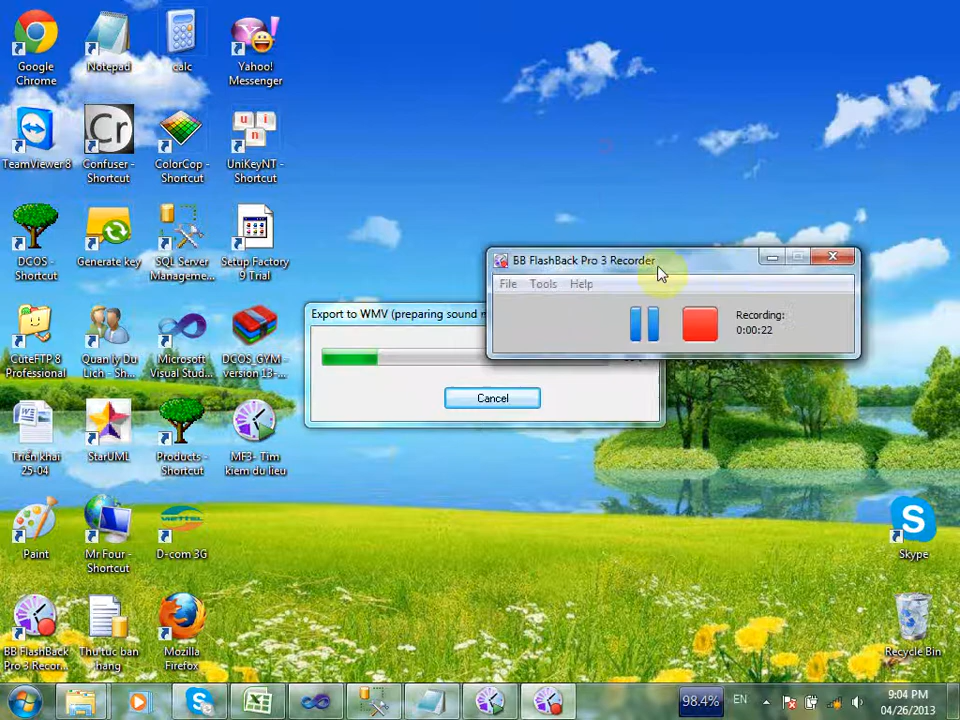 Google
Chrome
Notepad
calc
Yahoo!
Messenger
TeamViewer 8
Confuser -
Shortcut
ColorCop -
Shortcut
UniKeyNT -
Shortcut
DCOS -
Shortcut
Generate key
SQL Server
Manageme...
Setup Factory
9 Trial
BB FlashBack Pro 3 Recorder
File Tools Help
Recording:
0:00:22
Export to WMV (preparing sound
Cancel
CuteFTP 8
Professional
Quan ly Du
Lich - Sh...
Microsoft
Visual Stud...
DCOS_GYM -
version 13-...
Triển khai
25-04
StarUML
Products -
Shortcut
MF3- Tim
kiem du lieu
Paint
Mr Four -
Shortcut
D-com 3G
Skype
BB FlashBack
Pro 3 Recor...
Thu tuc ban
hang
Mozilla
Firefox
Recycle Bin
98.4%
EN
9:04 PM
04/26/2013